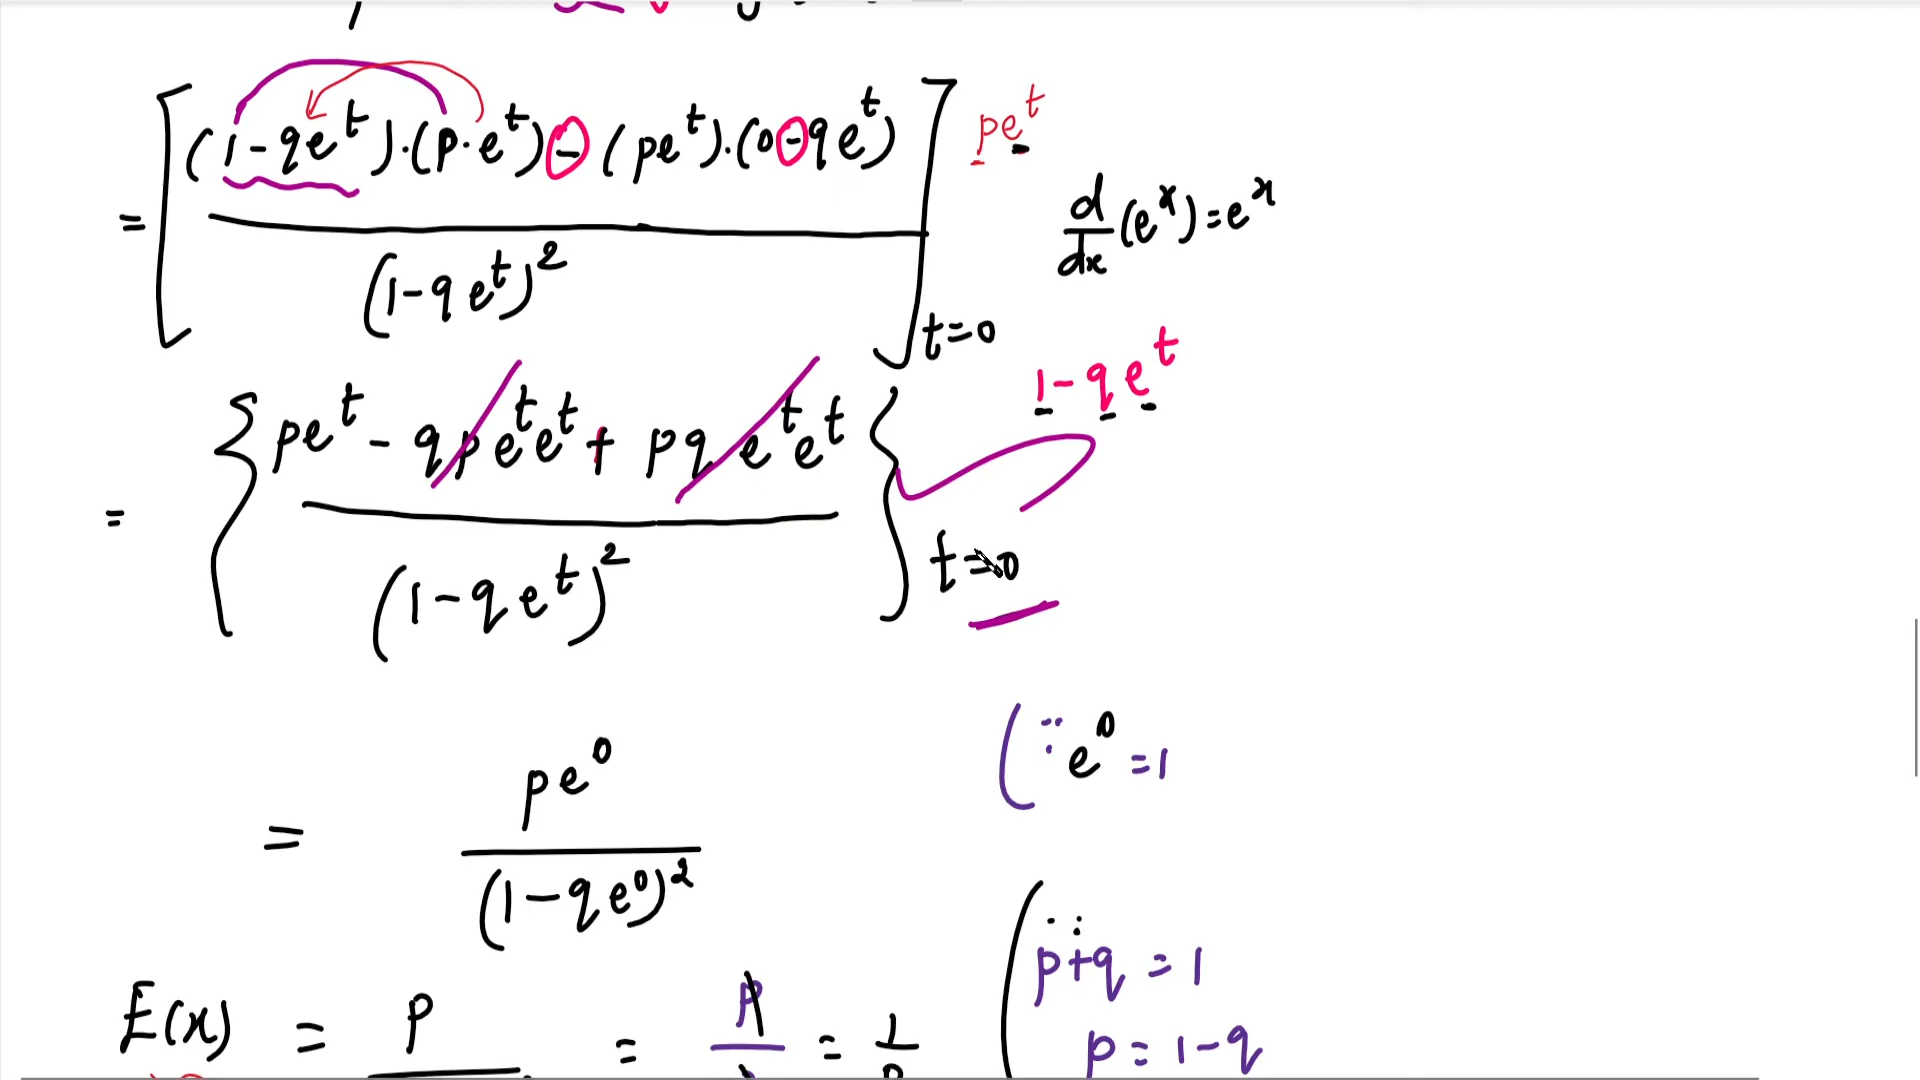 = [ (1-qe^t).(p.e^t) - (pe^t).(0-qe^t) / (1-qe^t)^2 ] t=0
pe^t
d/dx (e^x) = e^x
1-qe^t
= { pe^t - qpe^te^t + pqe^te^t / (1-qe^t)^2 } t=0
= pe^0 / (1-qe^0)^2
(∵ e^0 = 1
(∵ p+q = 1
p = 1-q
E(x) = p = p = 1